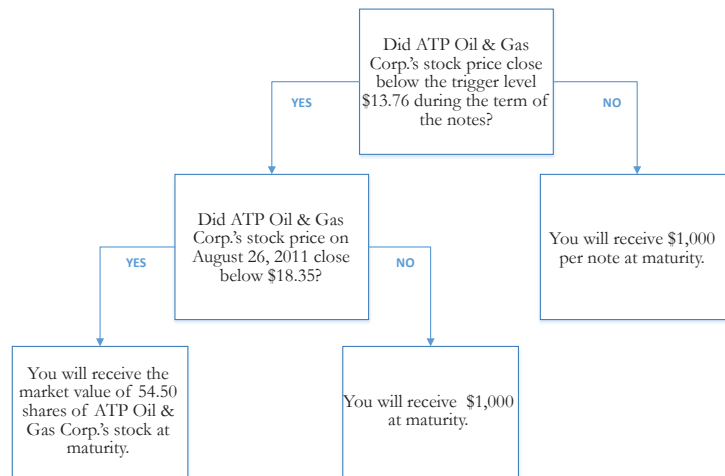 Did ATP Oil & Gas
Corp.'s stock price close
below the trigger level
$13.76 during the term of
the notes?
YES
NO
Did ATP Oil & Gas
Corp.'s stock price on
August 26, 2011 close
below $18.35?
You will receive $1,000
per note at maturity.
YES
NO
You will receive the
market value of 54.50
shares of ATP Oil &
Gas Corp.'s stock at
maturity.
You will receive $1,000
at maturity.